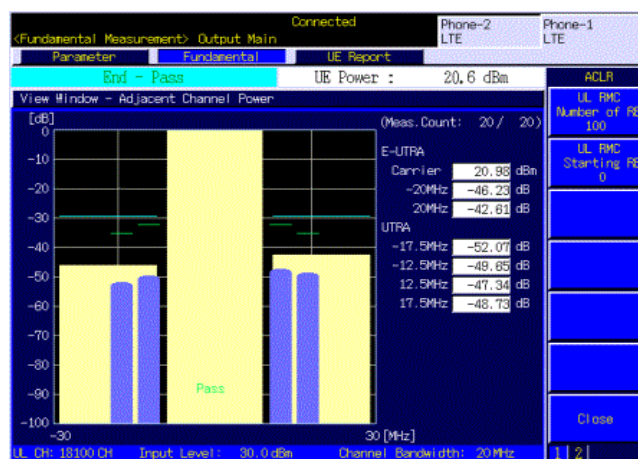 Connected
Phone-2
LTE
Phone-1
LTE
<Fundamental Measurement> Output Main
Parameter
Fundamental
UE Report
End - Pass
UE Power :
20.6 dBm
ACLR
View Window - Adjacent Channel Power
UL RMC
Number of RB
100
UL RMC
Starting RB
0
Close
1 2
[dB]
0
-10
-20
-30
-40
-50
-60
-70
-80
-90
-100
Pass
-30
30 [MHz]
(Meas.Count: 20/ 20)
E-UTRA
Carrier 20.98 dBm
-20MHz -46.23 dB
20MHz -42.61 dB
UTRA
-17.5MHz -52.07 dB
-12.5MHz -49.65 dB
12.5MHz -47.34 dB
17.5MHz -48.73 dB
UL CH: 18100 CH Input Level: 30.0 dBm Channel Bandwidth: 20 MHz